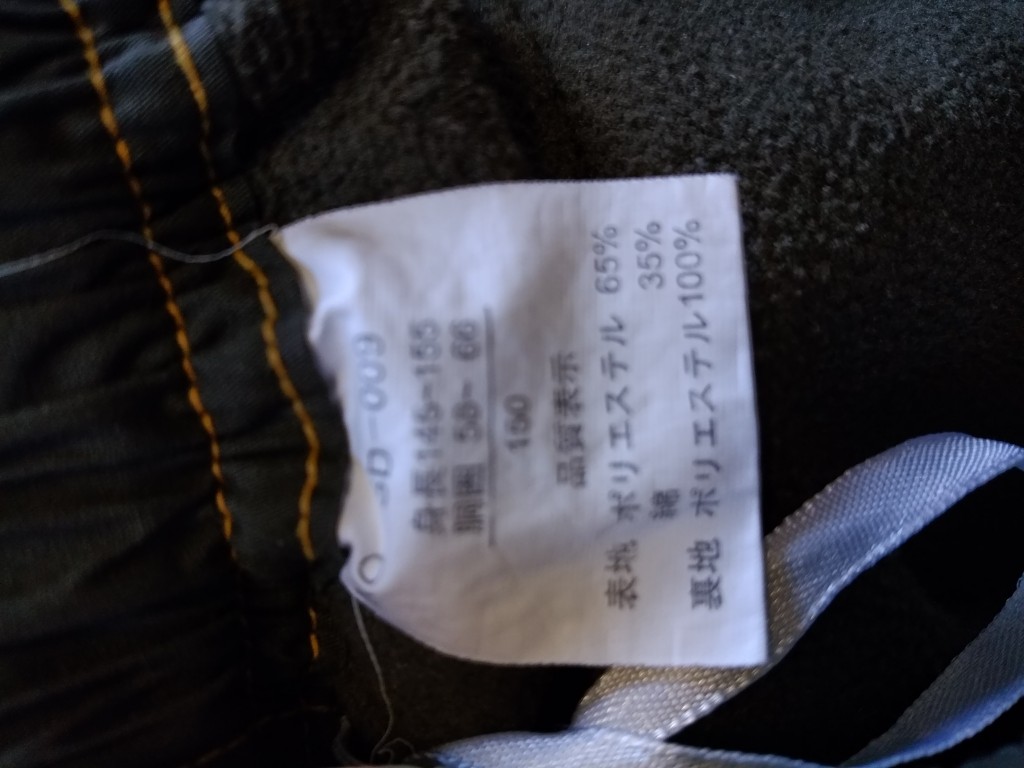 -009
身長145~155
胴囲 58~ 66
150
品質表示
表地 ポリエステル 65%
綿 35%
裏地 ポリエステル100%